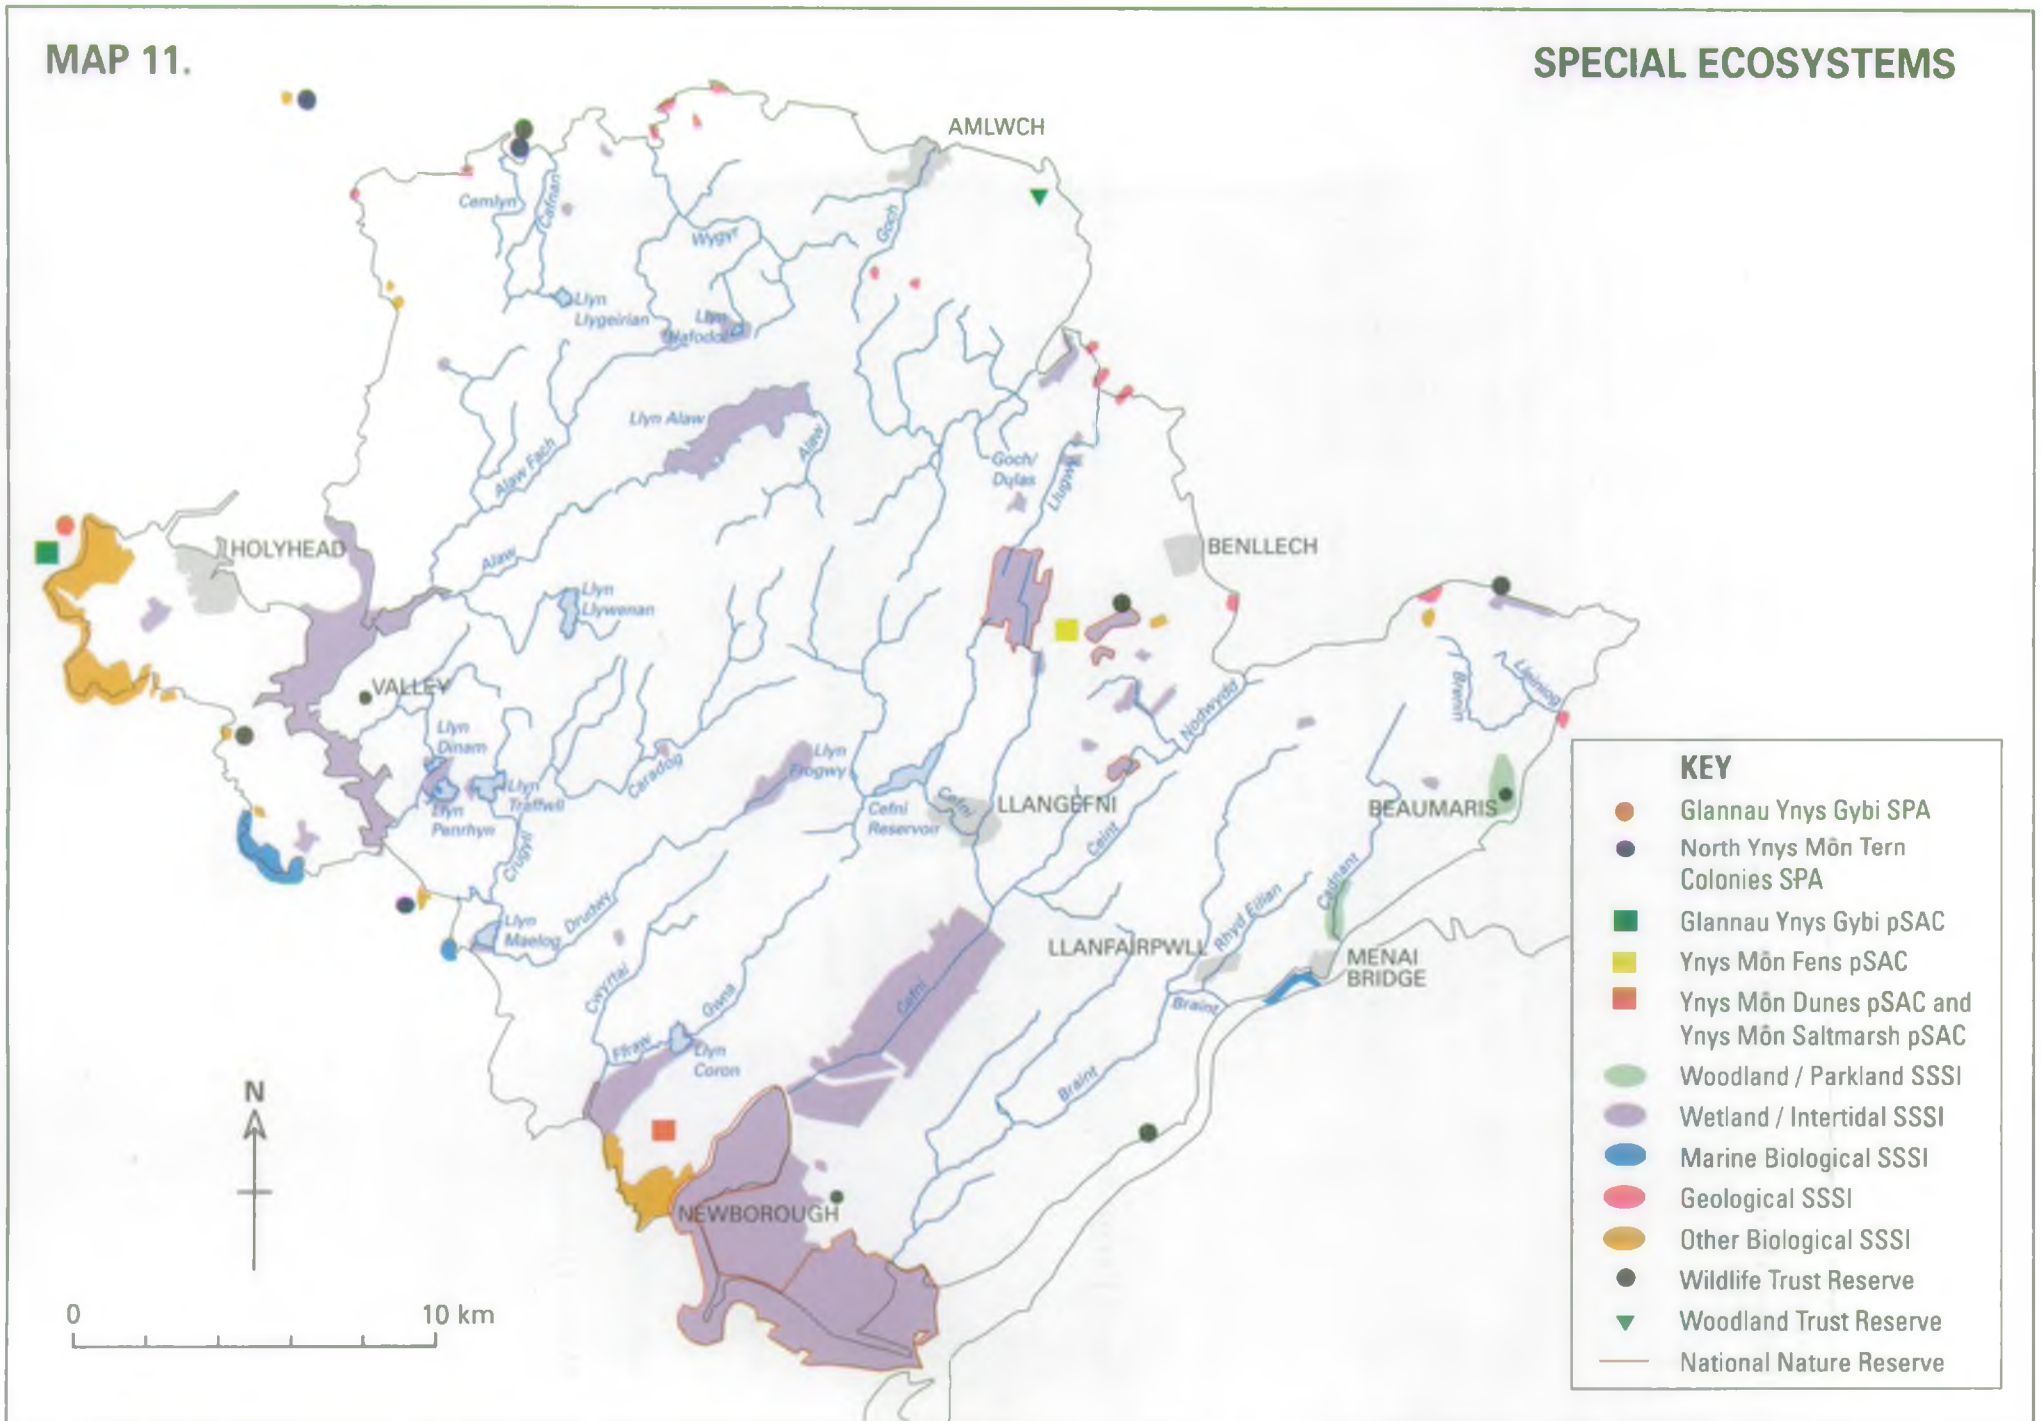 MAP 11.
SPECIAL ECOSYSTEMS
AMLWCH
Cemlyn
Cafnan
Wygyr
Goch
Llyn
Llygeirian
Llyn
Hafodol
Llyn Alaw
Alaw
Alaw Fach
Goch/
Dulas
Llugwy
HOLYHEAD
BENLLECH
Alaw
Llyn
Llywenan
VALLEY
Llyn
Dinam
Llyn
Traffwll
Llyn
Penrhyn
Caradog
Llyn
Frogwy
Nodwydd
Brenin
Lleiniog
Cefni
Reservoir
Cefni
LLANGEFNI
BEAUMARIS
Crugyll
Ceint
Cadnant
Llyn
Maelog
Drudwy
LLANFAIRPWLL
Rhyd Eilian
MENAI
BRIDGE
Cwyrtai
Gwna
Cefni
Braint
Ffraw
Llyn
Coron
Braint
NEWBOROUGH
N
0 10 km
KEY
Glannau Ynys Gybi SPA
North Ynys Môn Tern
Colonies SPA
Glannau Ynys Gybi pSAC
Ynys Môn Fens pSAC
Ynys Môn Dunes pSAC and
Ynys Môn Saltmarsh pSAC
Woodland / Parkland SSSI
Wetland / Intertidal SSSI
Marine Biological SSSI
Geological SSSI
Other Biological SSSI
Wildlife Trust Reserve
Woodland Trust Reserve
National Nature Reserve